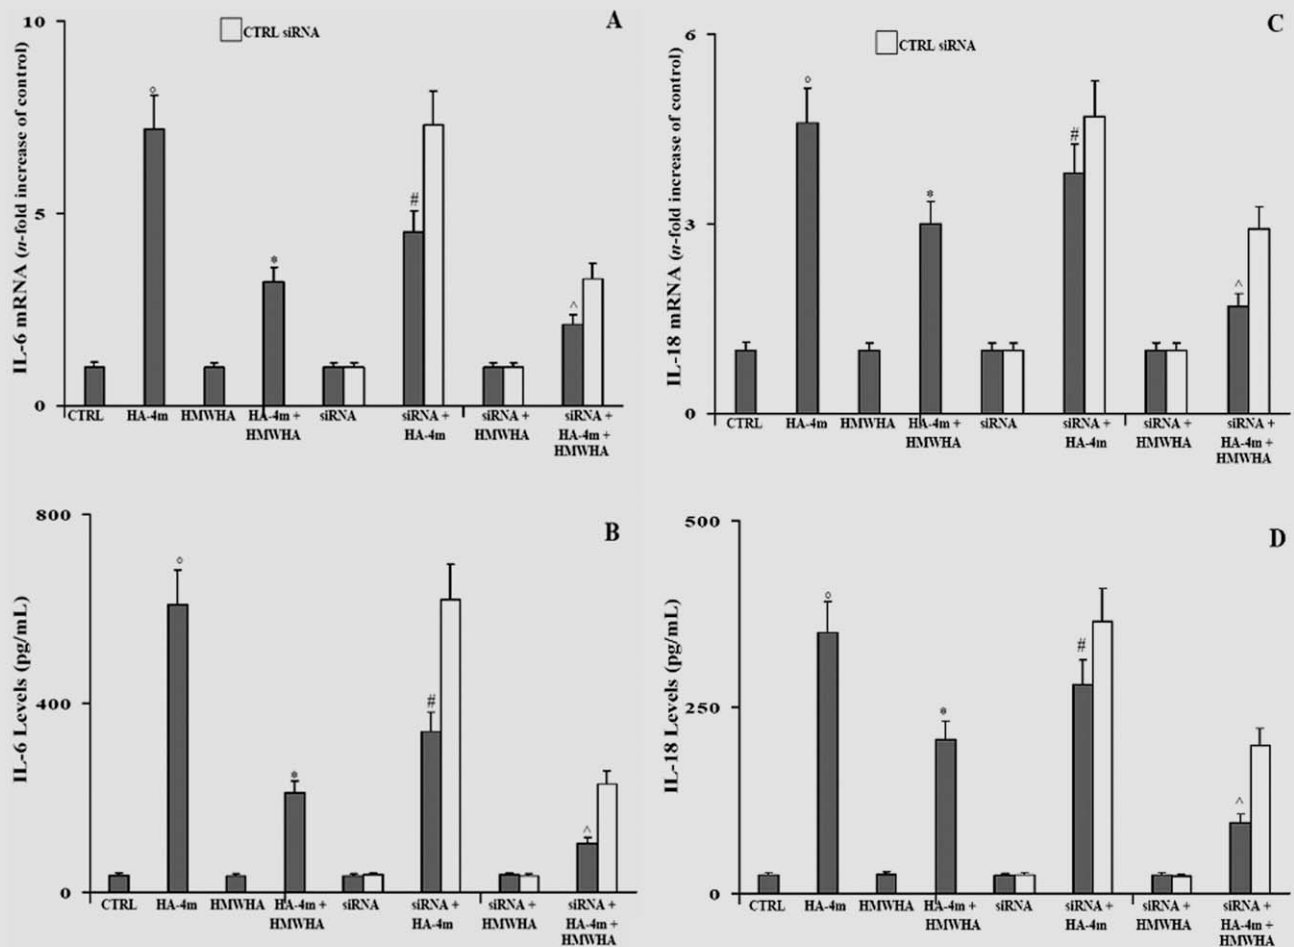 A
CTRL siRNA
IL-6 mRNA (n-fold increase of control)
10
5
0
◊
*
#
^
CTRL
HA-4m
HMWHA
HA-4m +
HMWHA
siRNA
siRNA +
HA-4m
siRNA +
HMWHA
siRNA +
HA-4m +
HMWHA
C
CTRL siRNA
IL-18 mRNA (n-fold increase of control)
6
3
0
◊
*
#
^
CTRL
HA-4m
HMWHA
HA-4m +
HMWHA
siRNA
siRNA +
HA-4m
siRNA +
HMWHA
siRNA +
HA-4m +
HMWHA
B
IL-6 Levels (pg/mL)
800
400
0
◊
*
#
^
CTRL
HA-4m
HMWHA
HA-4m +
HMWHA
siRNA
siRNA +
HA-4m
siRNA +
HMWHA
siRNA +
HA-4m +
HMWHA
D
IL-18 Levels (pg/mL)
500
250
0
◊
*
#
^
CTRL
HA-4m
HMWHA
HA-4m +
HMWHA
siRNA
siRNA +
HA-4m
siRNA +
HMWHA
siRNA +
HA-4m +
HMWHA